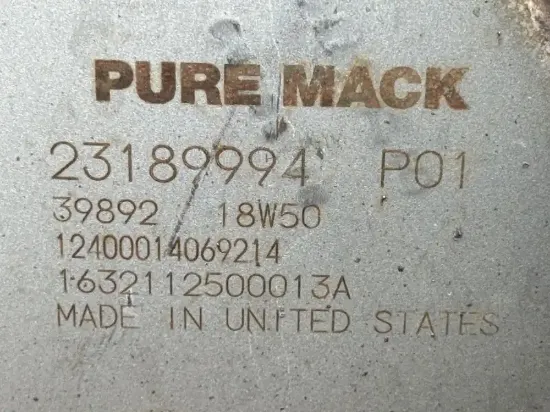 PURE MACK
23189994 P01
39892 18W50
12400014069214
1632112500013A
MADE IN UNITED STATES